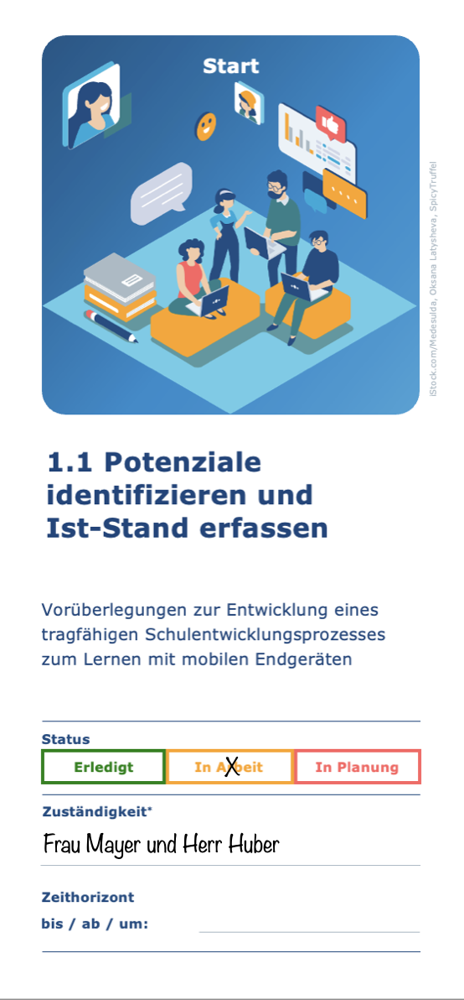 Start
iStock.com/Medesulda, Oksana Latysheva, SpicyTruffel
1.1 Potenziale
identifizieren und
Ist-Stand erfassen
Vorüberlegungen zur Entwicklung eines
tragfähigen Schulentwicklungsprozesses
zum Lernen mit mobilen Endgeräten
Status
Erledigt In Arbeit In Planung
Zuständigkeit*
Frau Mayer und Herr Huber
Zeithorizont
bis / ab / um: